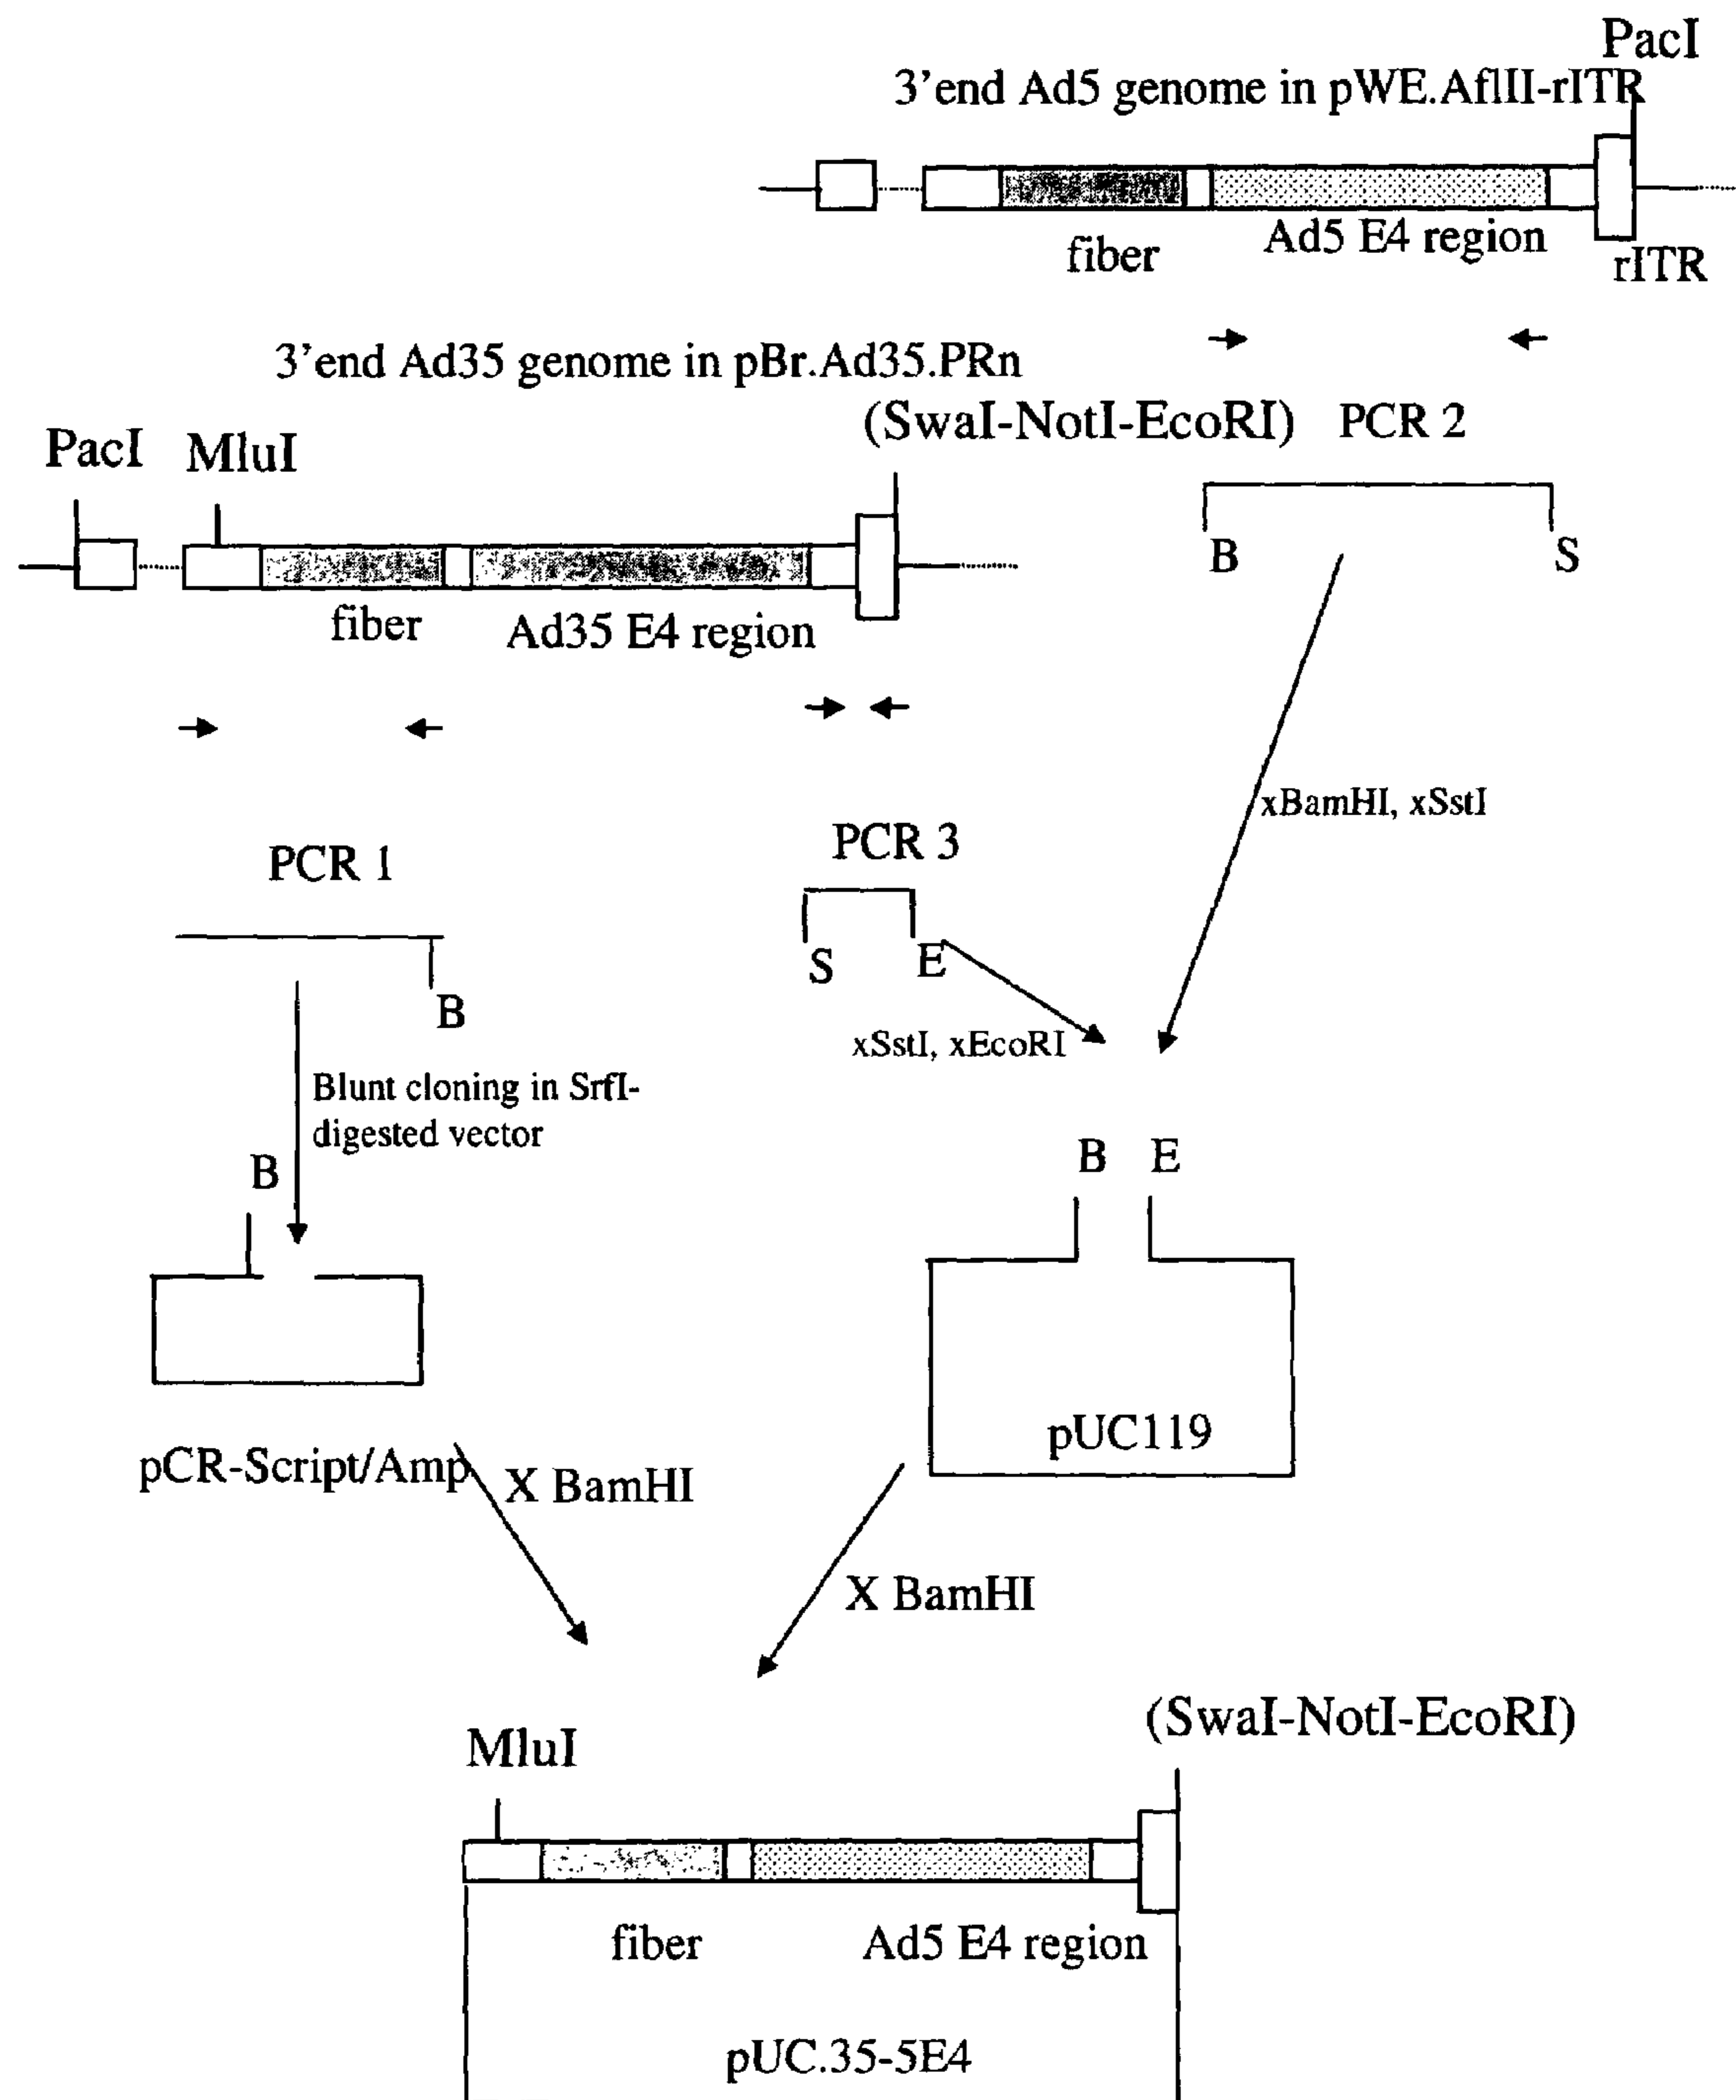 PacI
3'end Ad5 genome in pWE.AflII-rITR
fiber
Ad5 E4 region
rITR
3'end Ad35 genome in pBr.Ad35.PRn
(SwaI-NotI-EcoRI)
PCR 2
PacI
MluI
B
S
fiber
Ad35 E4 region
xBamHI, xSstI
PCR 3
PCR 1
S
E
B
xSstI, xEcoRI
Blunt cloning in SrfI-
digested vector
B
B
E
pUC119
pCR-Script/Amp
X BamHI
X BamHI
(SwaI-NotI-EcoRI)
MluI
fiber
Ad5 E4 region
pUC.35-5E4